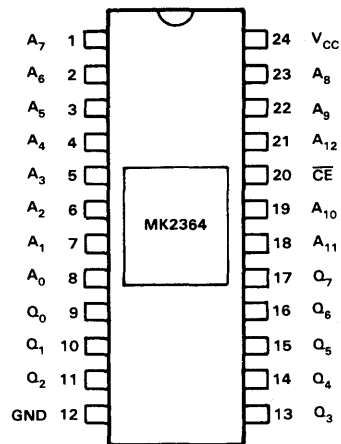 A7 1 24 VCC
A6 2 23 A8
A5 3 22 A9
A4 4 21 A12
A3 5 20 C̅E̅
A2 6 19 A10
MK2364
A1 7 18 A11
A0 8 17 Q7
Q0 9 16 Q6
Q1 10 15 Q5
Q2 11 14 Q4
GND 12 13 Q3